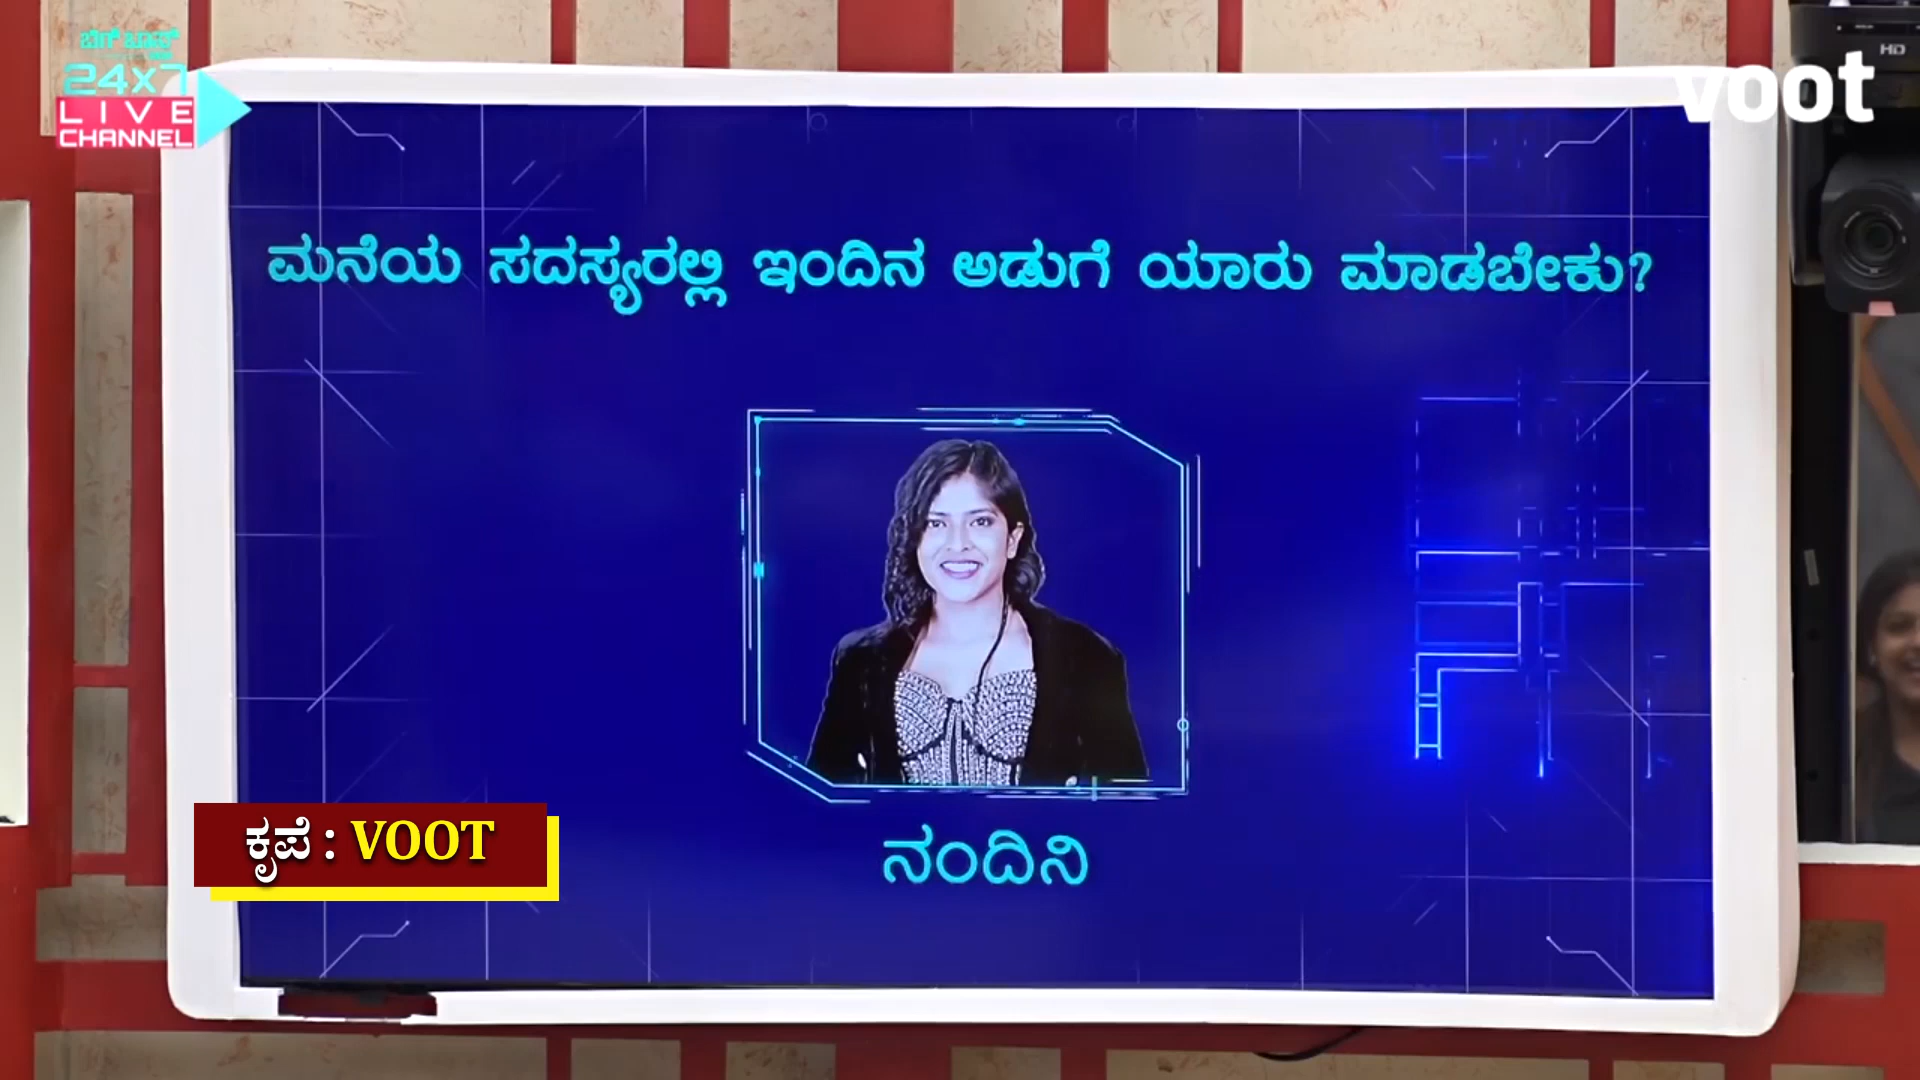 ಬಿಗ್ ಬಾಸ್
24x7
LIVE
CHANNEL
voot
HD
ಮನೆಯ ಸದಸ್ಯರಲ್ಲಿ ಇಂದಿನ ಅಡುಗೆ ಯಾರು ಮಾಡಬೇಕು?
ನಂದಿನಿ
ಕೃಪೆ : VOOT